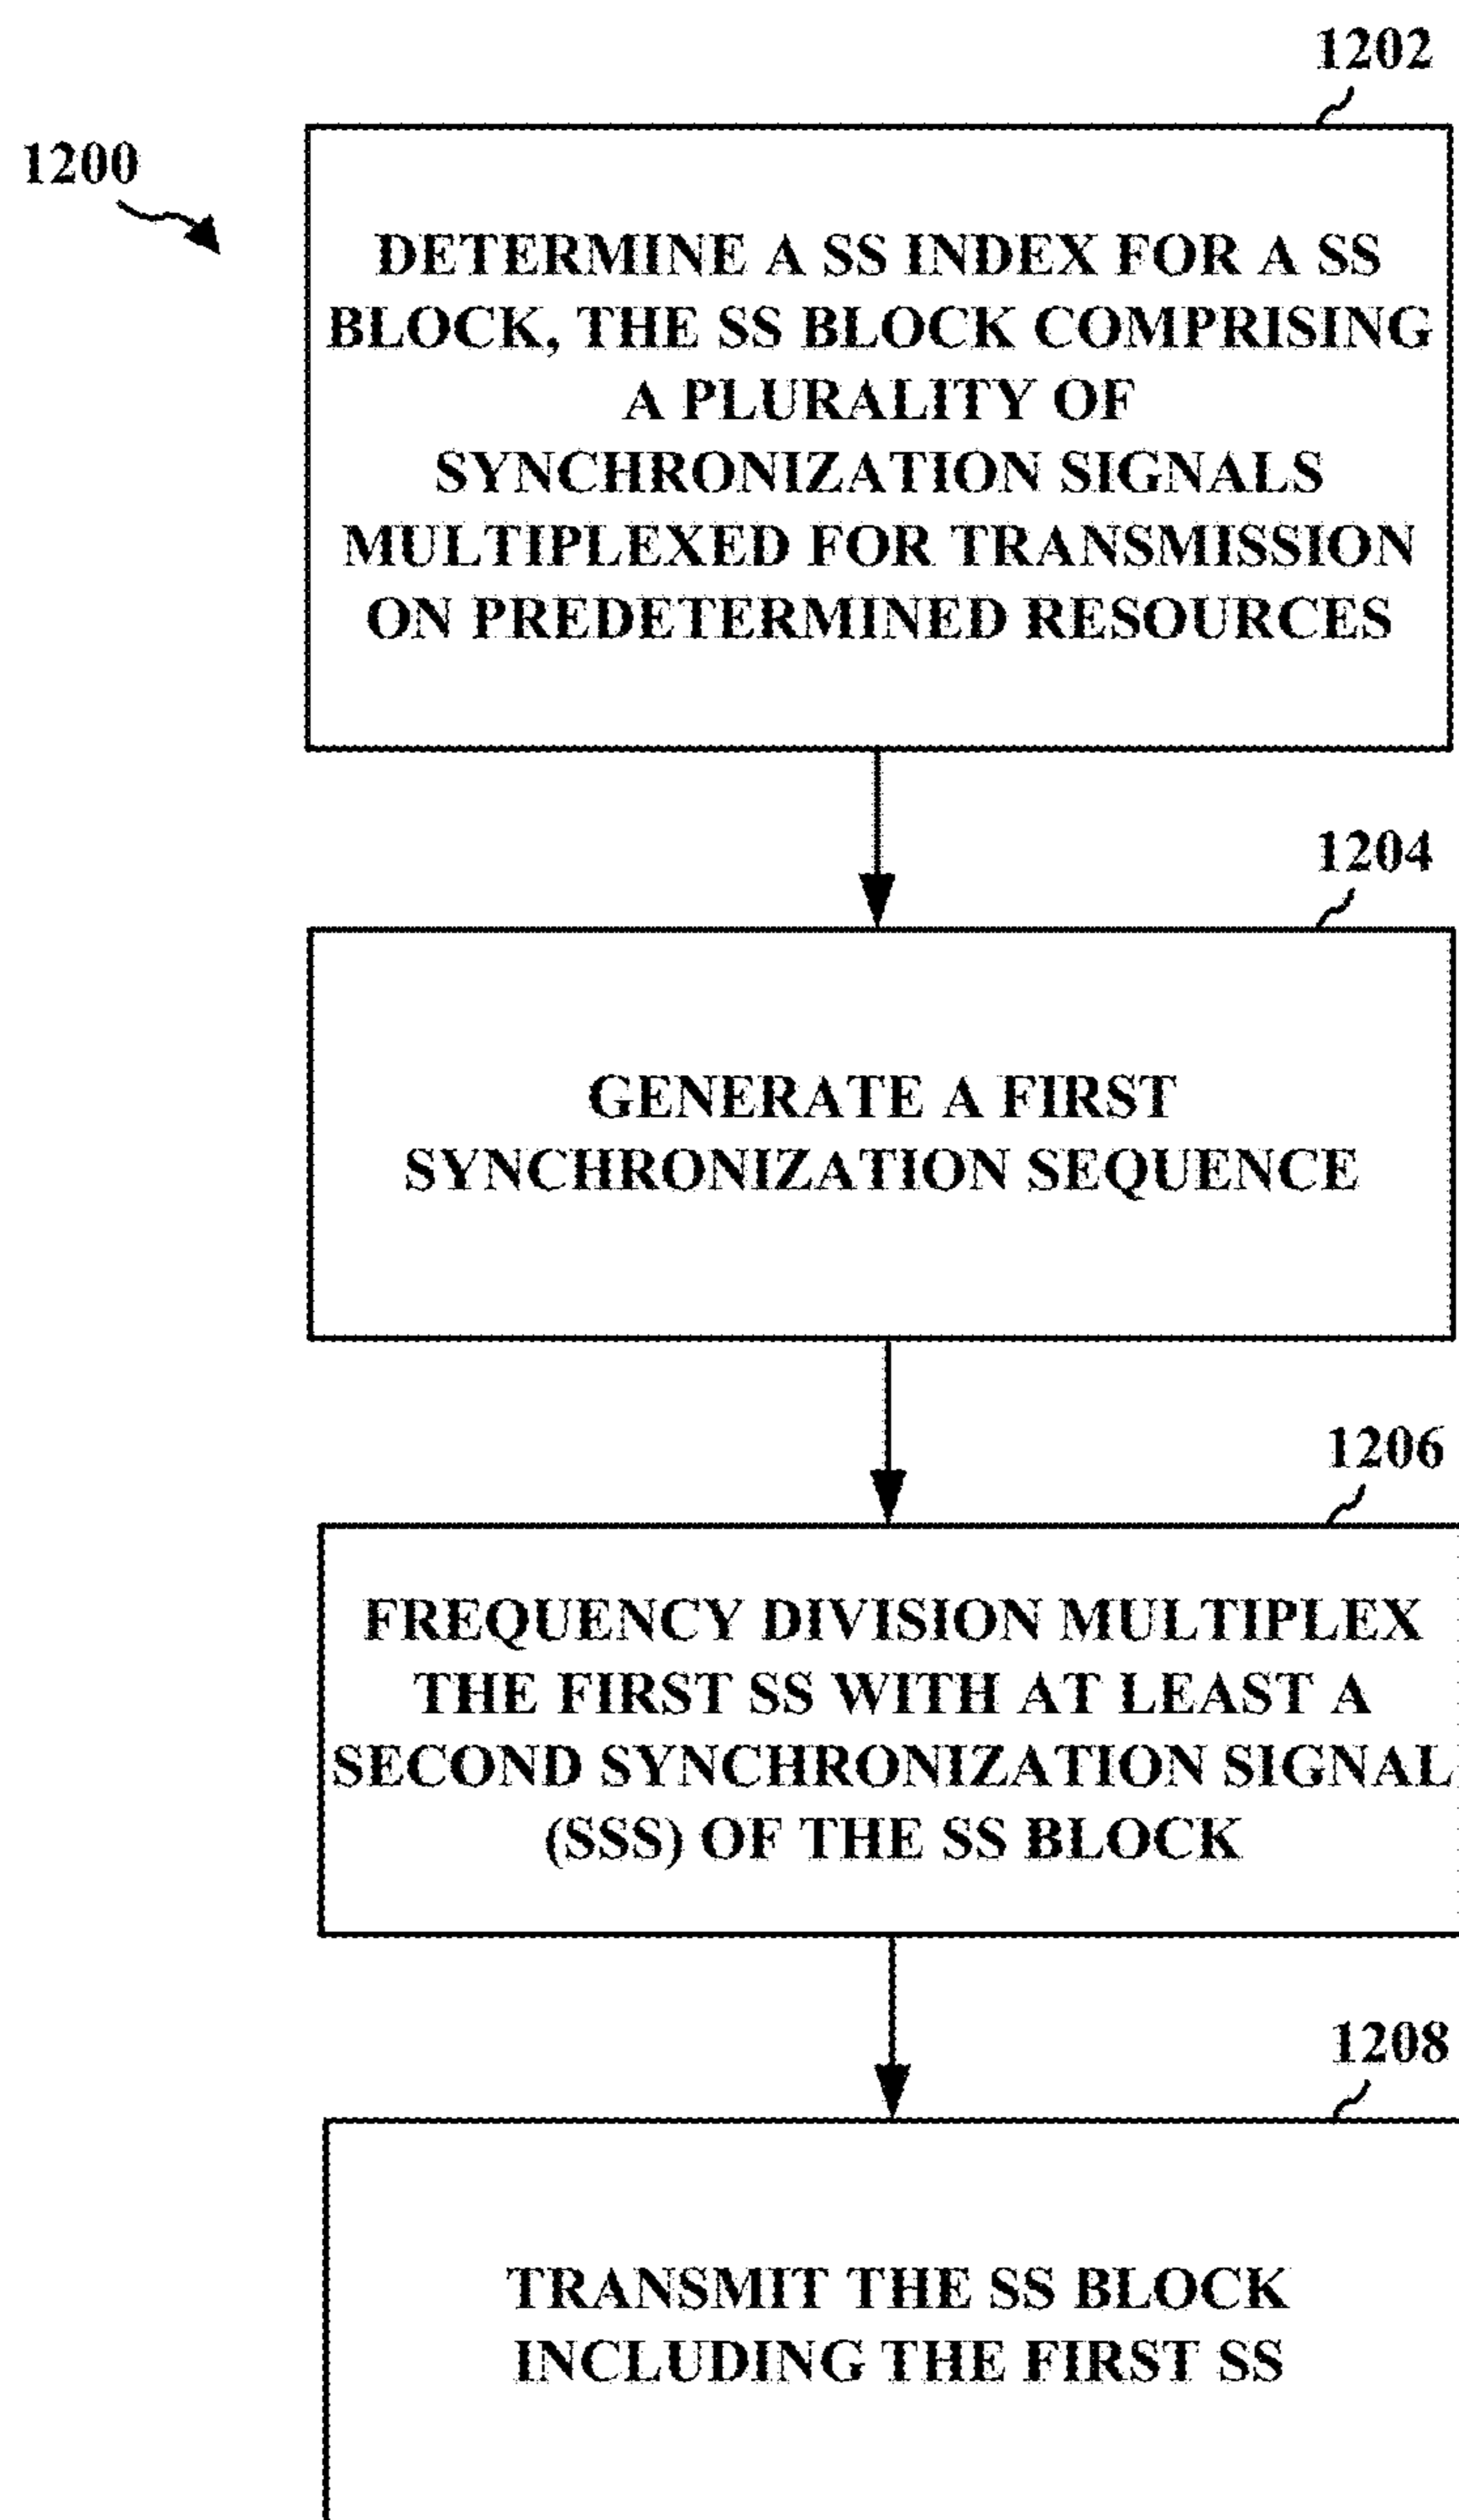 1202
1200
DETERMINE A SS INDEX FOR A SS
BLOCK, THE SS BLOCK COMPRISING
A PLURALITY OF
SYNCHRONIZATION SIGNALS
MULTIPLEXED FOR TRANSMISSION
ON PREDETERMINED RESOURCES
1204
GENERATE A FIRST
SYNCHRONIZATION SEQUENCE
1206
FREQUENCY DIVISION MULTIPLEX
THE FIRST SS WITH AT LEAST A
SECOND SYNCHRONIZATION SIGNAL
(SSS) OF THE SS BLOCK
1208
TRANSMIT THE SS BLOCK
INCLUDING THE FIRST SS